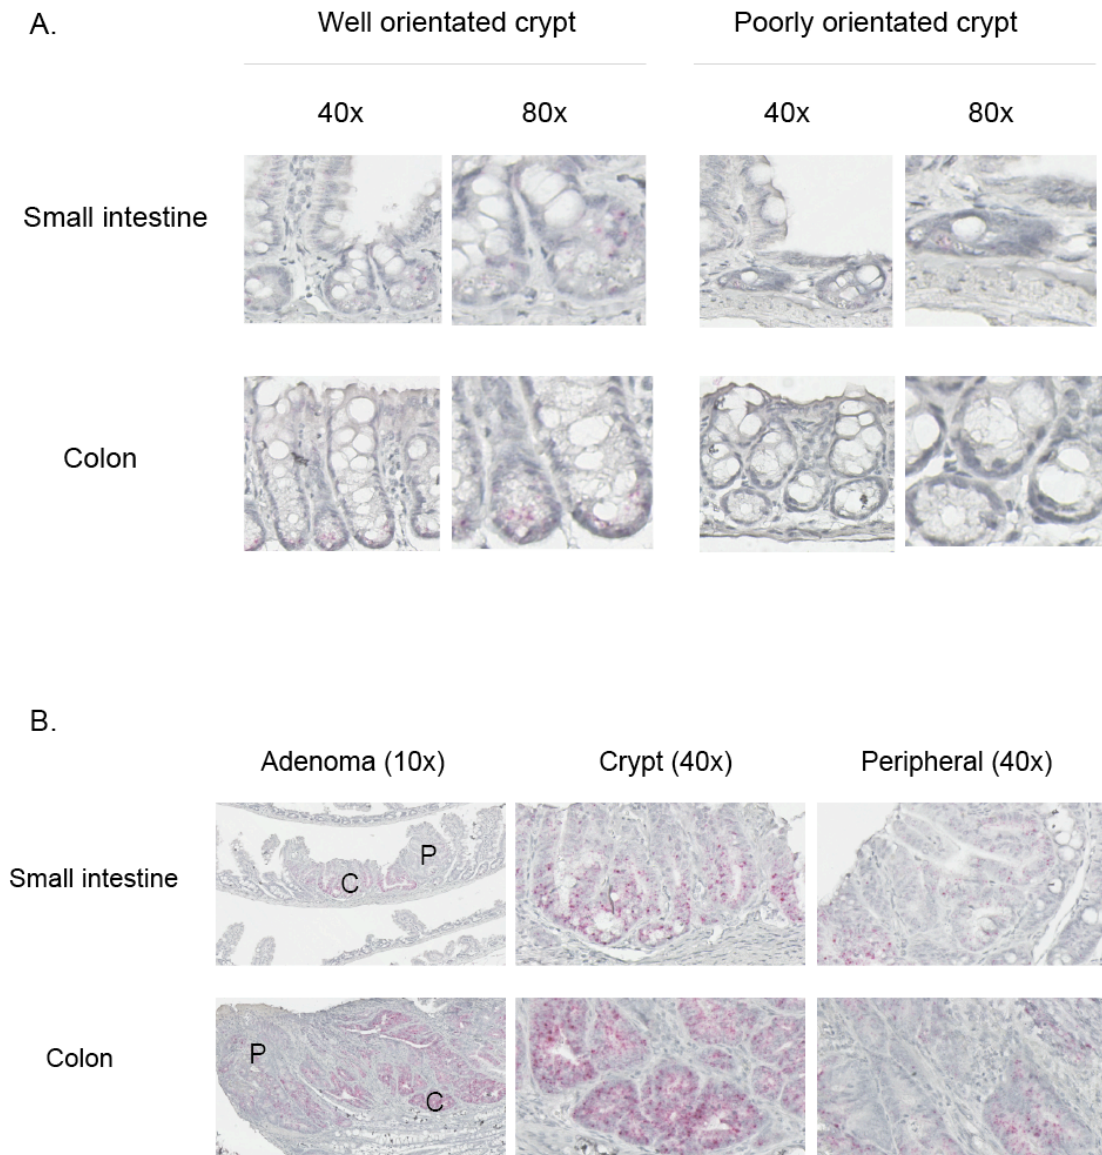 A.
Well orientated crypt
Poorly orientated crypt
40x
80x
40x
80x
Small intestine
Colon
B.
Adenoma (10x)
Crypt (40x)
Peripheral (40x)
Small intestine
P
C
Colon
P
C